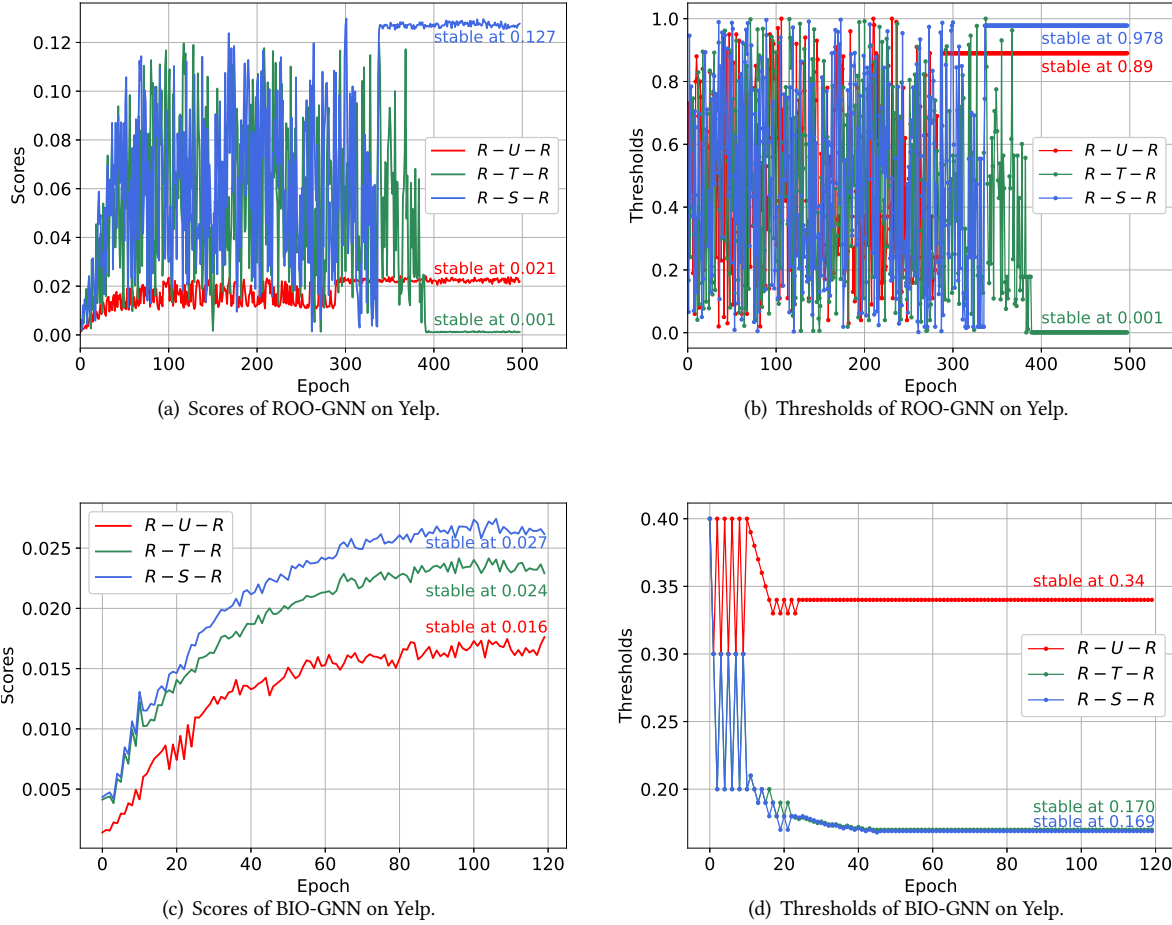 0.12
0.10
0.08
0.06
0.04
0.02
0.00
Scores
stable at 0.127
R − U − R
R − T − R
R − S − R
stable at 0.021
stable at 0.001
0 100 200 300 400 500
Epoch
(a) Scores of ROO-GNN on Yelp.
1.0
0.8
0.6
0.4
0.2
0.0
Thresholds
stable at 0.978
stable at 0.89
R − U − R
R − T − R
R − S − R
stable at 0.001
0 100 200 300 400 500
Epoch
(b) Thresholds of ROO-GNN on Yelp.
0.025
0.020
0.015
0.010
0.005
Scores
R − U − R
R − T − R
R − S − R
stable at 0.027
stable at 0.024
stable at 0.016
0 20 40 60 80 100 120
Epoch
(c) Scores of BIO-GNN on Yelp.
0.40
0.35
0.30
0.25
0.20
Thresholds
stable at 0.34
R − U − R
R − T − R
R − S − R
stable at 0.170
stable at 0.169
0 20 40 60 80 100 120
Epoch
(d) Thresholds of BIO-GNN on Yelp.